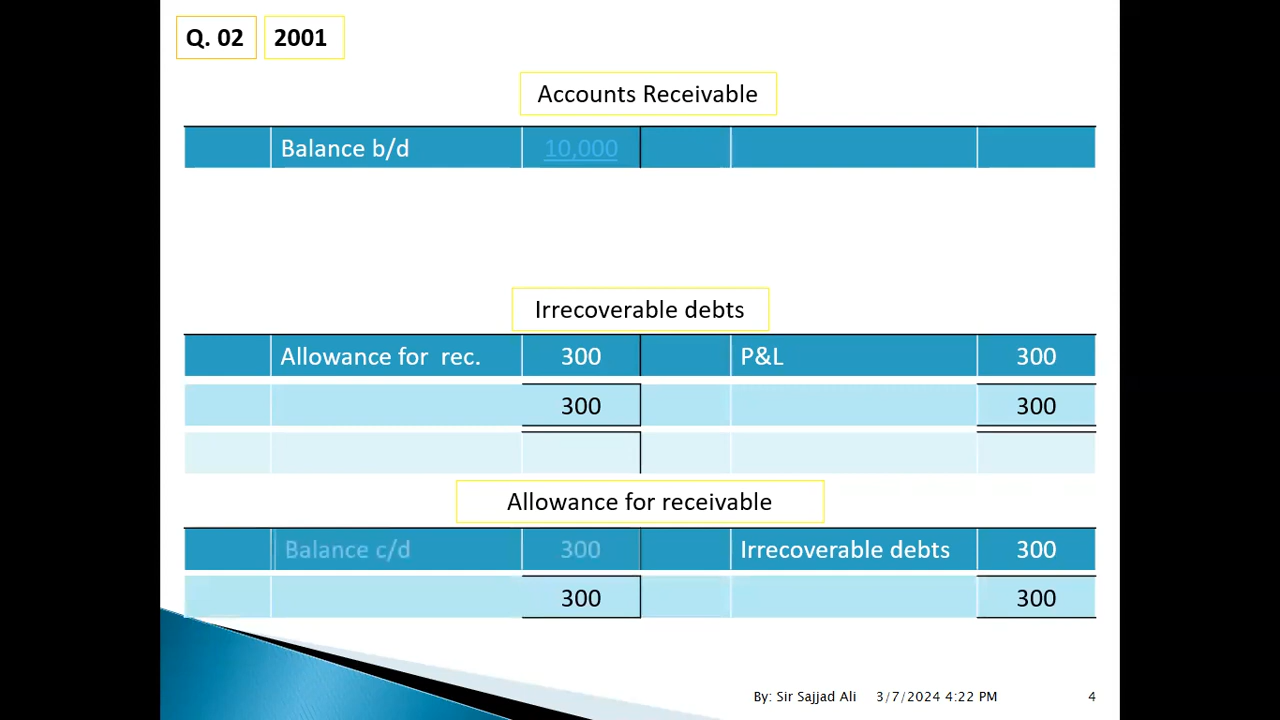 Q. 02 2001
Accounts Receivable
Balance b/d 10,000
Irrecoverable debts
Allowance for rec. 300 P&L 300
300 300
Allowance for receivable
Balance c/d 300 Irrecoverable debts 300
300 300
By: Sir Sajjad Ali 3/7/2024 4:22 PM 4